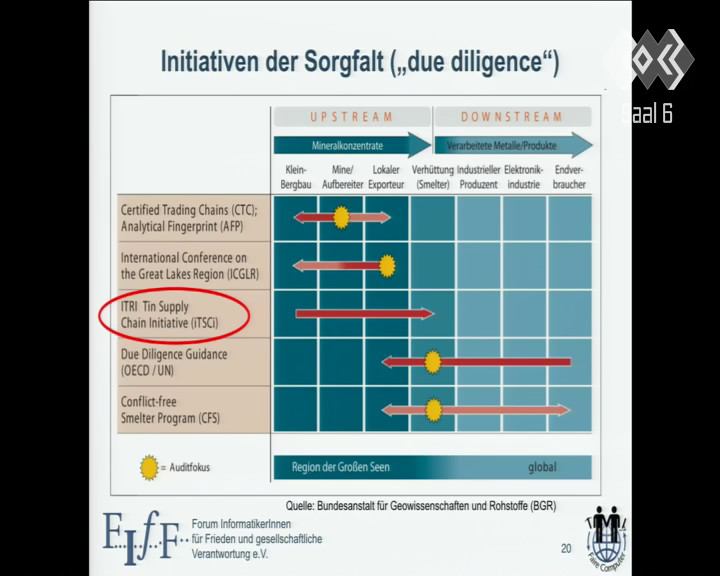 Initiativen der Sorgfalt („due diligence“)
Saal 6
UPSTREAM
DOWNSTREAM
Mineralkonzentrate
Verarbeitete Metalle/Produkte
Klein-
Bergbau
Mine/
Aufbereiter
Lokaler
Exporteur
Verhüttung
(Smelter)
Industrieller
Produzent
Elektronik-
industrie
Endver-
braucher
Certified Trading Chains (CTC);
Analytical Fingerprint (AFP)
International Conference on
the Great Lakes Region (ICGLR)
ITRI Tin Supply
Chain Initiative (iTSCi)
Due Diligence Guidance
(OECD / UN)
Conflict-free
Smelter Program (CFS)
= Auditfokus
Region der Großen Seen
global
Quelle: Bundesanstalt für Geowissenschaften und Rohstoffe (BGR)
FIfF
Forum InformatikerInnen
für Frieden und gesellschaftliche
Verantwortung e.V.
20
Faire Computer